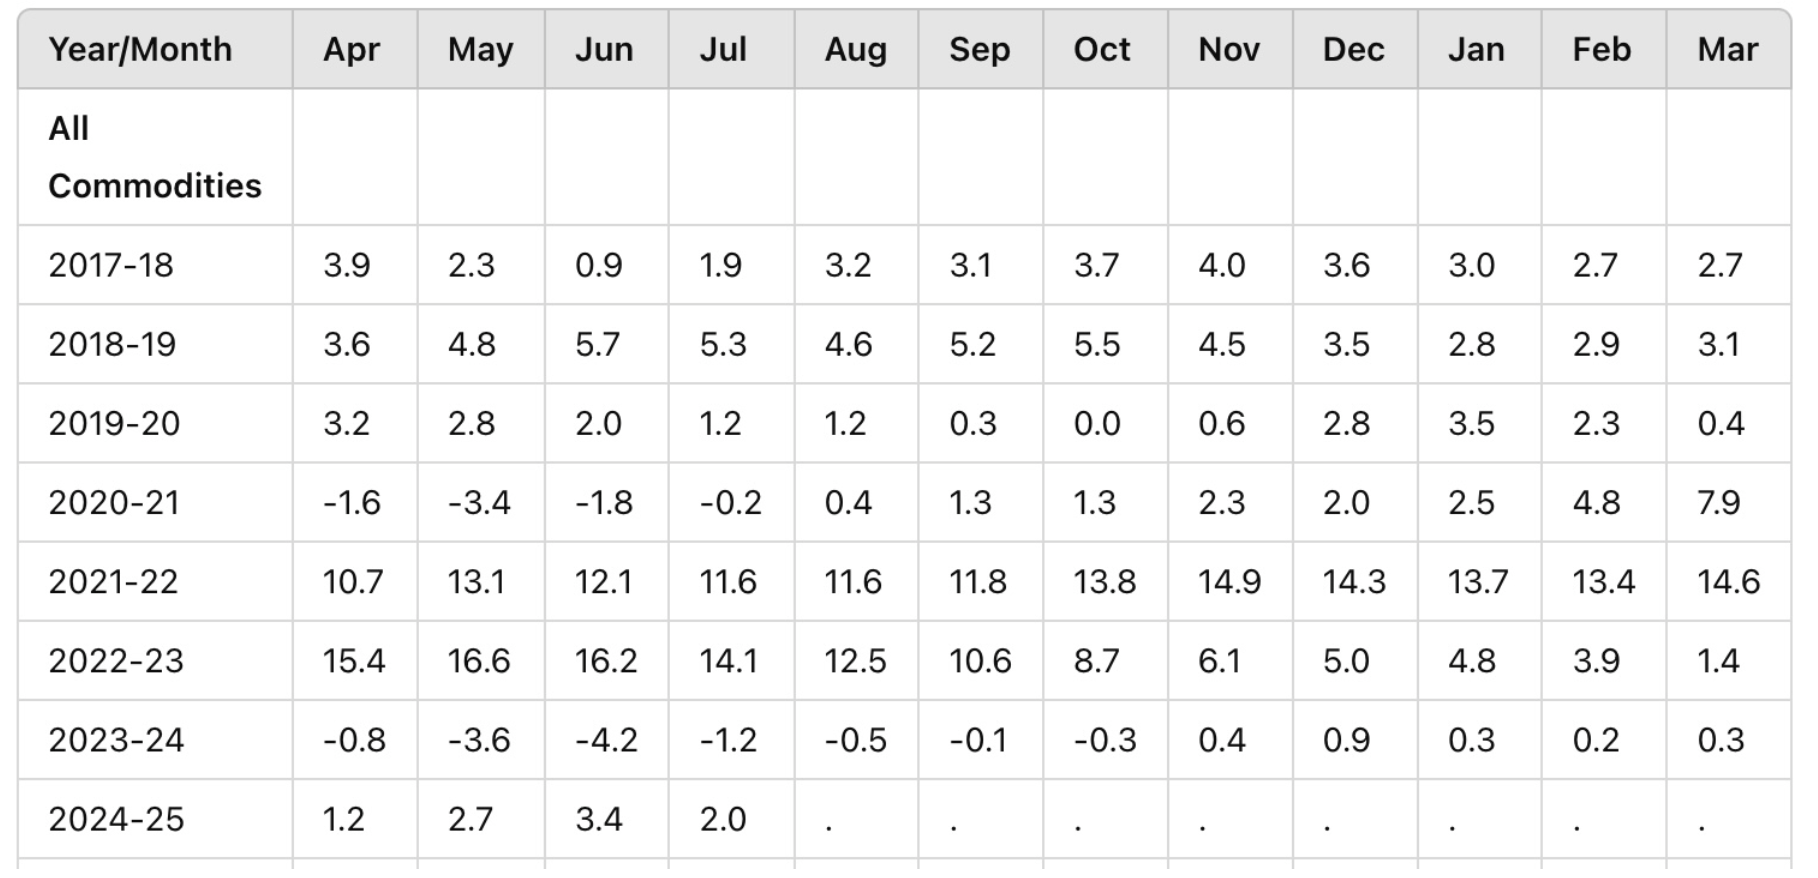 Year/Month Apr May Jun Jul Aug Sep Oct Nov Dec Jan Feb Mar
All
Commodities
2017-18 3.9 2.3 0.9 1.9 3.2 3.1 3.7 4.0 3.6 3.0 2.7 2.7
2018-19 3.6 4.8 5.7 5.3 4.6 5.2 5.5 4.5 3.5 2.8 2.9 3.1
2019-20 3.2 2.8 2.0 1.2 1.2 0.3 0.0 0.6 2.8 3.5 2.3 0.4
2020-21 -1.6 -3.4 -1.8 -0.2 0.4 1.3 1.3 2.3 2.0 2.5 4.8 7.9
2021-22 10.7 13.1 12.1 11.6 11.6 11.8 13.8 14.9 14.3 13.7 13.4 14.6
2022-23 15.4 16.6 16.2 14.1 12.5 10.6 8.7 6.1 5.0 4.8 3.9 1.4
2023-24 -0.8 -3.6 -4.2 -1.2 -0.5 -0.1 -0.3 0.4 0.9 0.3 0.2 0.3
2024-25 1.2 2.7 3.4 2.0 . . . . . . . .